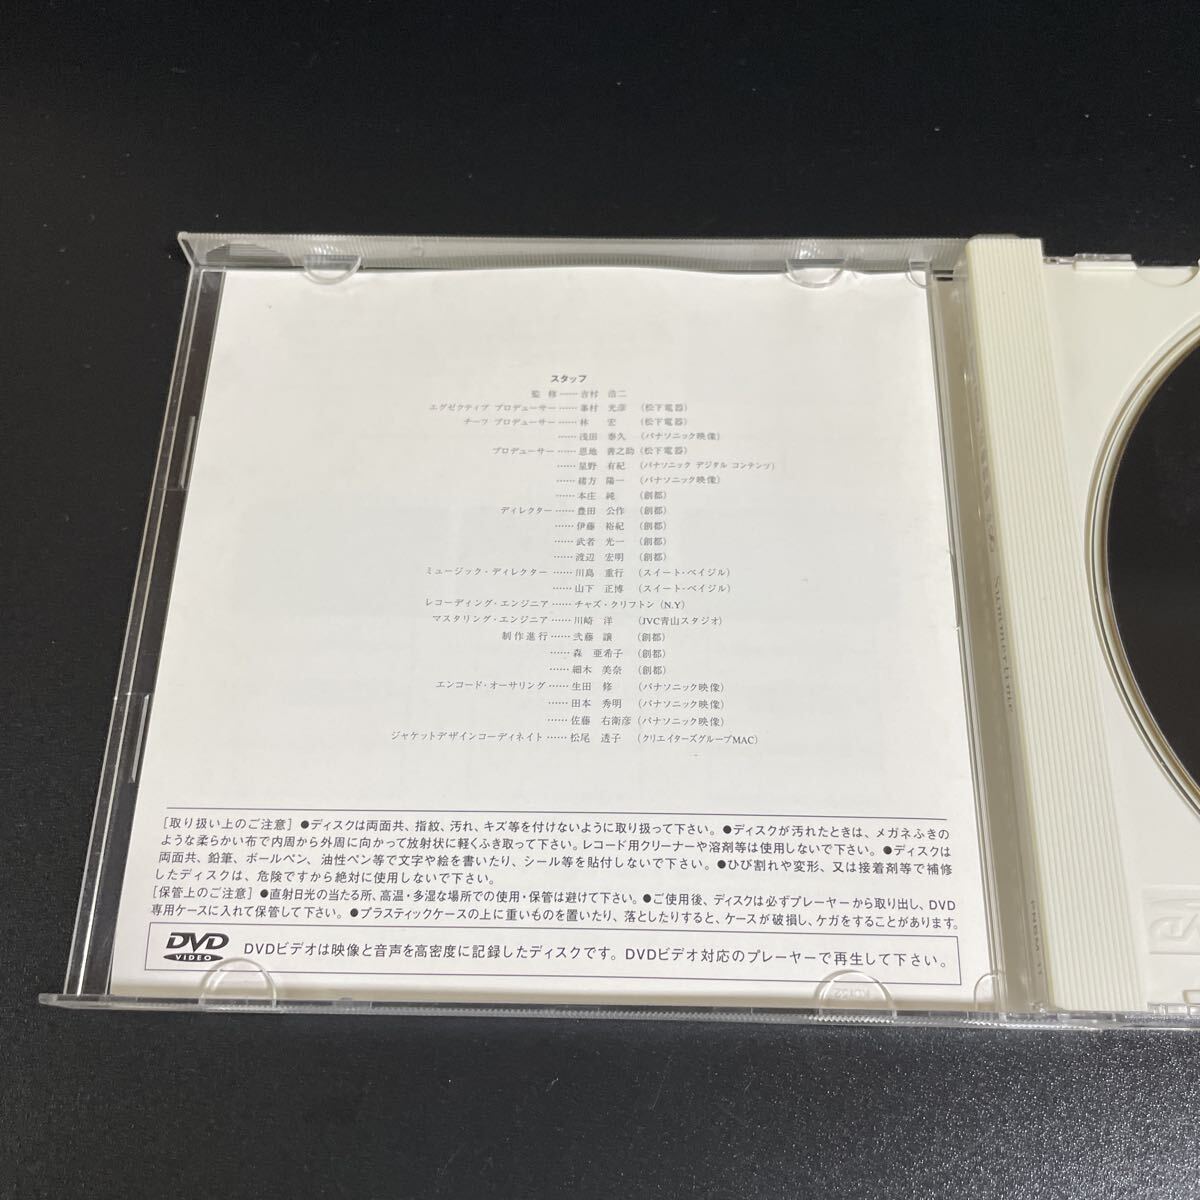 スタッフ
監 修……吉村 浩二
エグゼクティブ プロデューサー……峯村 光彦 (松下電器)
チーフ プロデューサー……林 宏 (松下電器)
……浅田 泰久 (パナソニック映像)
プロデューサー……恩地 善之助 (松下電器)
……星野 有紀 (パナソニック デジタル コンテンツ)
……緒方 陽一 (パナソニック映像)
……本庄 純 (創都)
ディレクター……豊田 公作 (創都)
……伊藤 裕紀 (創都)
……武者 光一 (創都)
……渡辺 宏明 (創都)
ミュージック・ディレクター ……川島 重行 (スイート・ベイジル)
……山下 正博 (スイート・ベイジル)
レコーディング・エンジニア……チャズ・クリフトン (N.Y)
マスタリング・エンジニア……川崎 洋 (JVC青山スタジオ)
制作進行……弐藤 譲 (創都)
……森 亜希子 (創都)
……細木 美奈 (創都)
エンコード・オーサリング……生田 修 (パナソニック映像)
……田本 秀明 (パナソニック映像)
……佐藤 右衛彦 (パナソニック映像)
ジャケットデザインコーディネイト……松尾 透子 (クリエイターズグループMAC)
[取り扱い上のご注意] ●ディスクは両面共、指紋、汚れ、キズ等を付けないように取り扱って下さい。●ディスクが汚れたときは、メガネふきの
ような柔らかい布で内周から外周に向かって放射状に軽くふき取って下さい。レコード用クリーナーや溶剤等は使用しないで下さい。●ディスクは
両面共、鉛筆、ボールペン、油性ペン等で文字や絵を書いたり、シール等を貼付しないで下さい。●ひび割れや変形、又は接着剤等で補修
したディスクは、危険ですから絶対に使用しないで下さい。
[保管上のご注意] ●直射日光の当たる所、高温・多湿な場所での使用・保管は避けて下さい。●ご使用後、ディスクは必ずプレーヤーから取り出し、DVD
専用ケースに入れて保管して下さい。●プラスティックケースの上に重いものを置いたり、落としたりすると、ケースが破損し、ケガをすることがあります。
DVD VIDEO DVDビデオは映像と音声を高密度に記録したディスクです。DVDビデオ対応のプレーヤーで再生して下さい。
Summertime